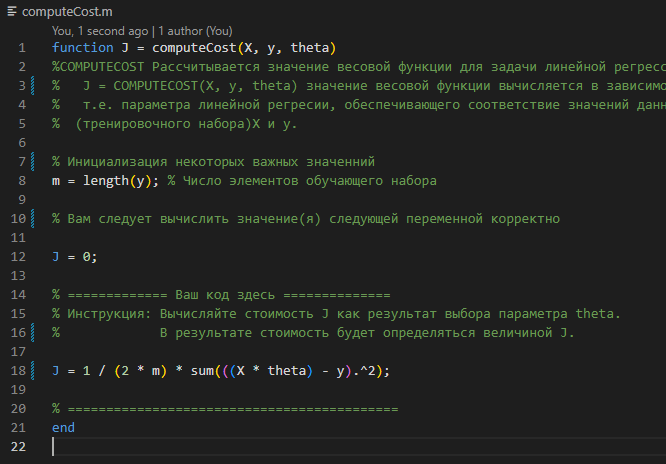 computeCost.m
You, 1 second ago | 1 author (You)
1 function J = computeCost(X, y, theta)
2 %COMPUTECOST Рассчитывается значение весовой функции для задачи линейной
3 %   J = COMPUTECOST(X, y, theta) значение весовой функции вычисляется в
4 %   т.е. параметра линейной регресии, обеспечивающего соответствие значений
5 %  (тренировочного набора)X и y.
6
7 % Инициализация некоторых важных значенний
8 m = length(y); % Число элементов обучающего набора
9
10 % Вам следует вычислить значение(я) следующей переменной корректно
11
12 J = 0;
13
14 % ============= Ваш код здесь ==============
15 % Инструкция: Вычисляйте стоимость J как результат выбора параметра theta.
16 %             В результате стоимость будет определяться величиной J.
17
18 J = 1 / (2 * m) * sum(((X * theta) - y).^2);
19
20 % ===========================================
21 end
22